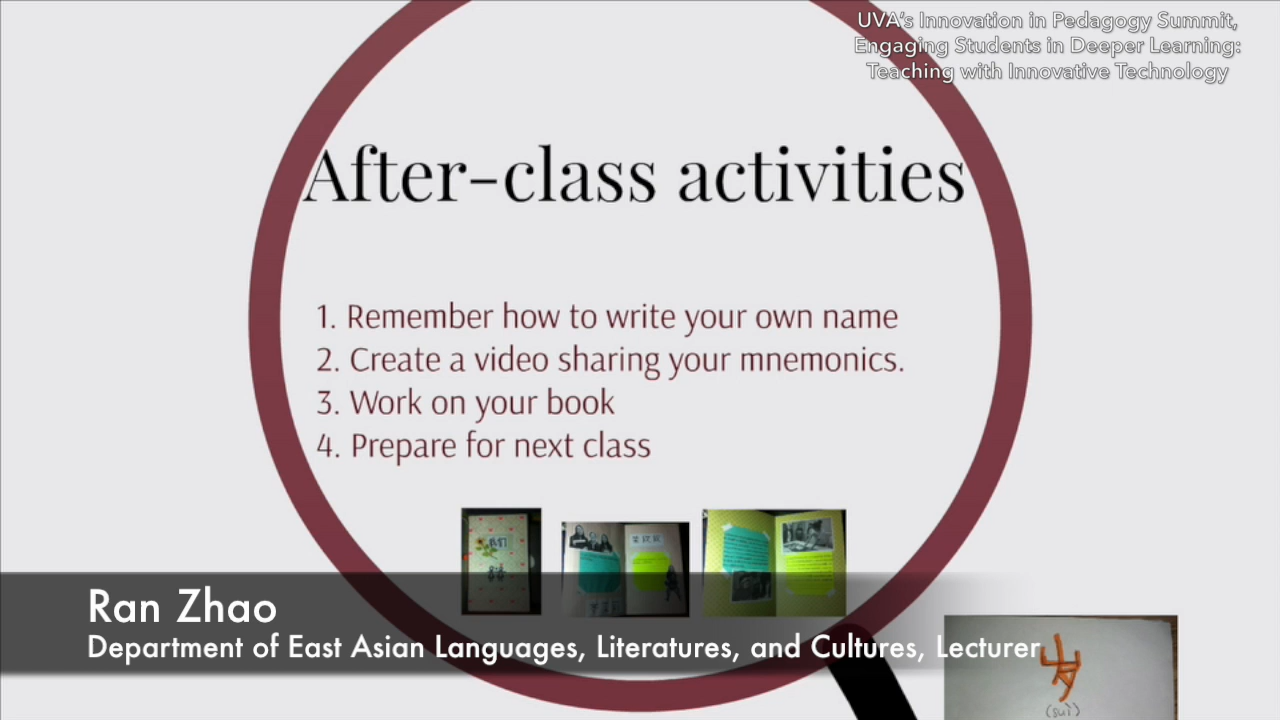 UVA's Innovation in Pedagogy Summit,
Engaging Students in Deeper Learning:
Teaching with Innovative Technology
After-class activities
1. Remember how to write your own name
2. Create a video sharing your mnemonics.
3. Work on your book
4. Prepare for next class
Ran Zhao
Department of East Asian Languages, Literatures, and Cultures, Lecturer
岁
(suì)